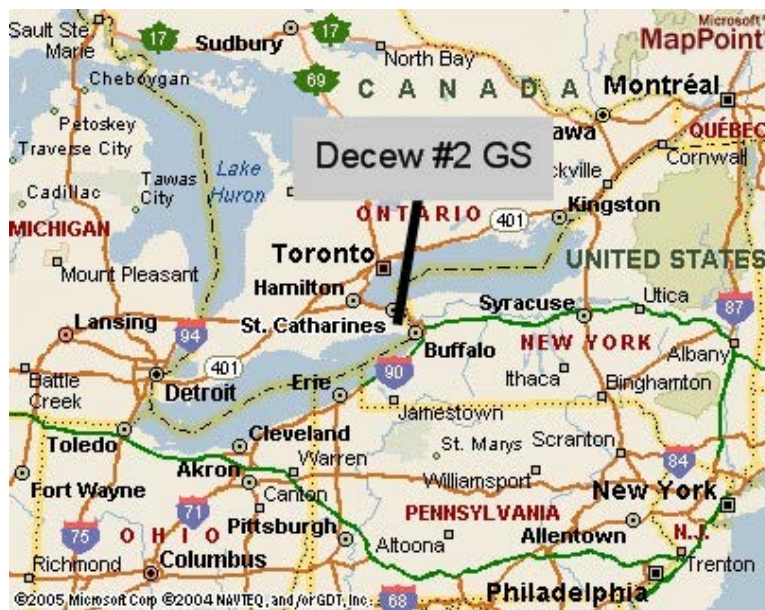 Sault Ste
Marie
17
Sudbury
17
Microsoft
MapPoint
North Bay
Cheboygan
69
CANADA
Montréal
Petoskey
QUÉBEC
Traverse City
Lake
Huron
Decew #2 GS
Cornwall
Tawas
City
Cadillac
Kingston
MICHIGAN
ONTARIO
401
Mount Pleasant
Toronto
UNITED STATES
Hamilton
Lansing
94
St. Catharines
Syracuse
Utica
87
Buffalo
NEW YORK
Albany
401
90
Battle
Creek
Detroit
Erie
Ithaca
Binghamton
Jamestown
Toledo
Cleveland
St. Marys
Scranton
Akron
Warren
84
Fort Wayne
Canton
Williamsport
New York
71
PENNSYLVANIA
75
OHIO
Pittsburgh
Altoona
Allentown
N.J.
Richmond
Columbus
Trenton
Philadelphia
68
©2005 Microsoft Corp ©2004 NAVTEQ, and/or GDT, Inc.